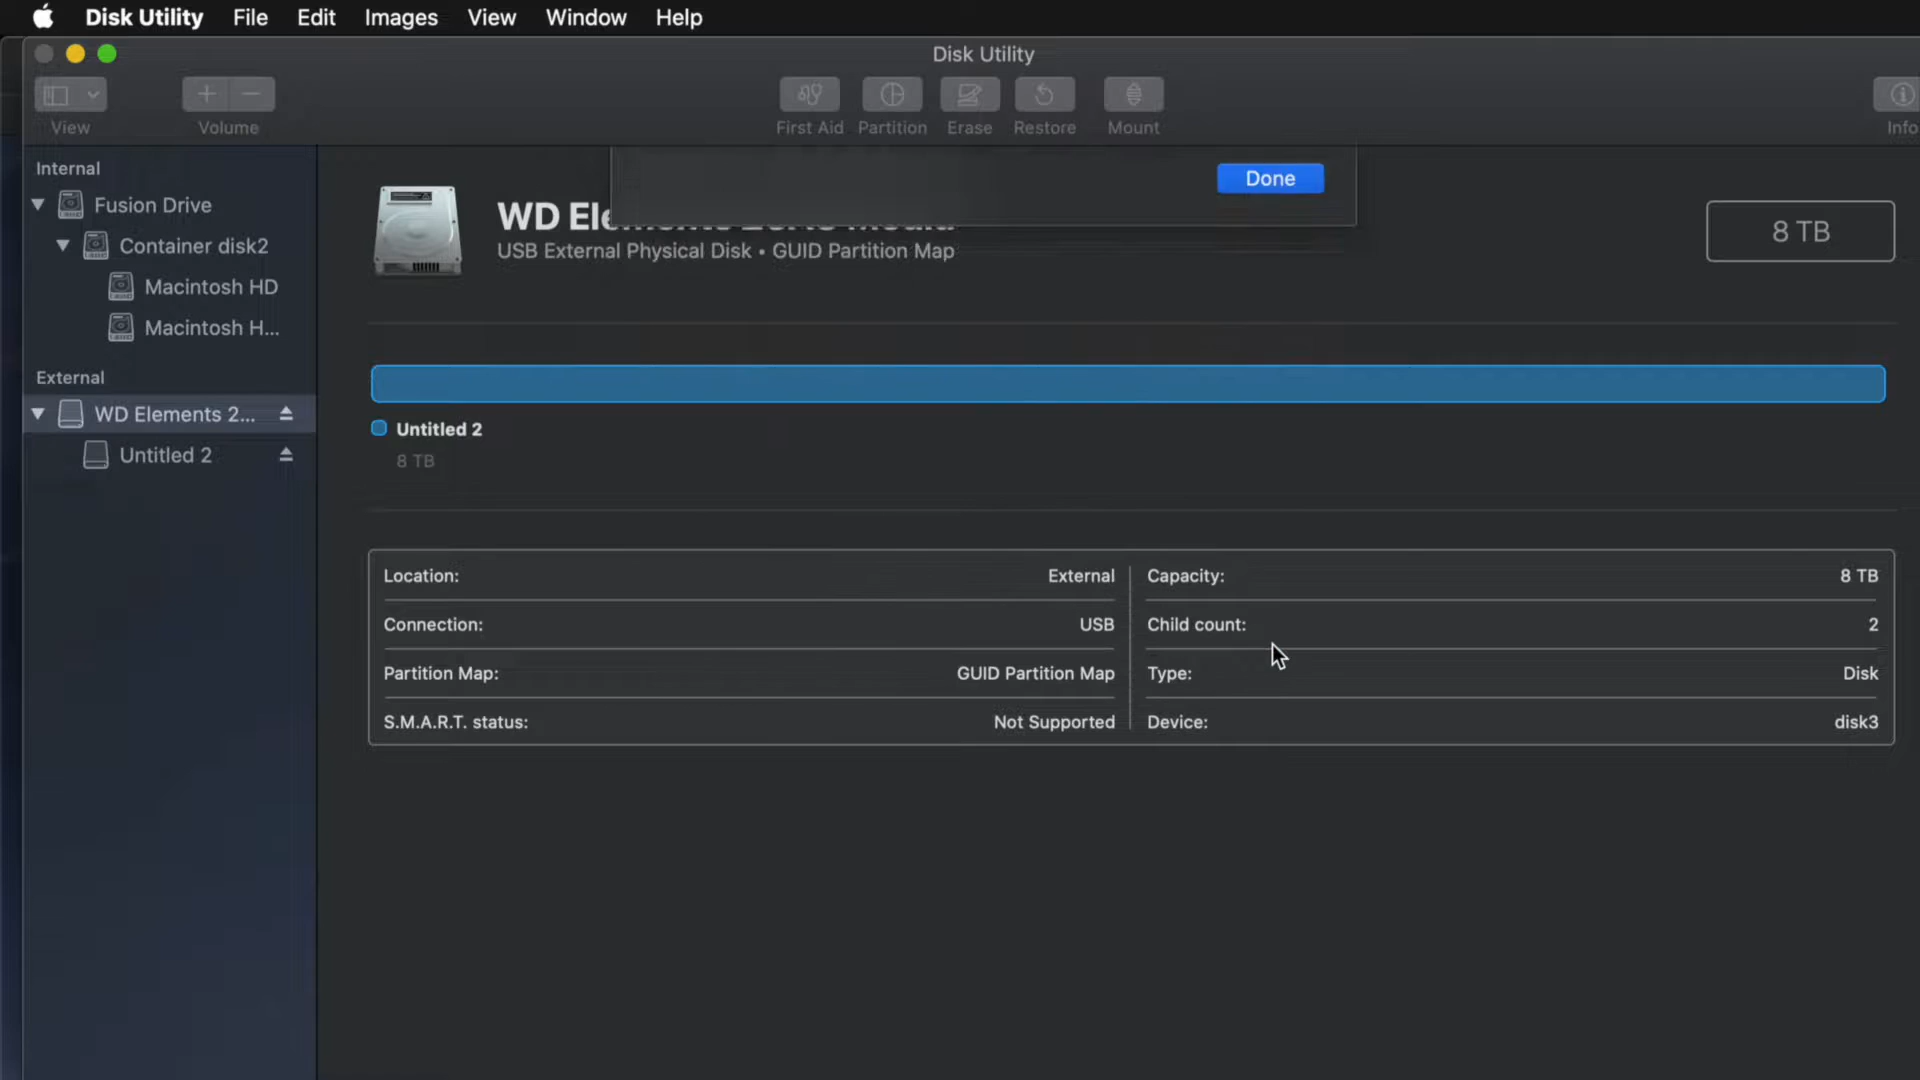 Disk Utility File Edit Images View Window Help
Disk Utility
View
Volume
First Aid
Partition
Erase
Restore
Mount
Info
Internal
Fusion Drive
Container disk2
Macintosh HD
Macintosh H...
External
WD Elements 2...
Untitled 2
Done
WD
USB External Physical Disk • GUID Partition Map
8 TB
Untitled 2
8 TB
Location: External
Connection: USB
Partition Map: GUID Partition Map
S.M.A.R.T. status: Not Supported
Capacity: 8 TB
Child count: 2
Type: Disk
Device: disk3